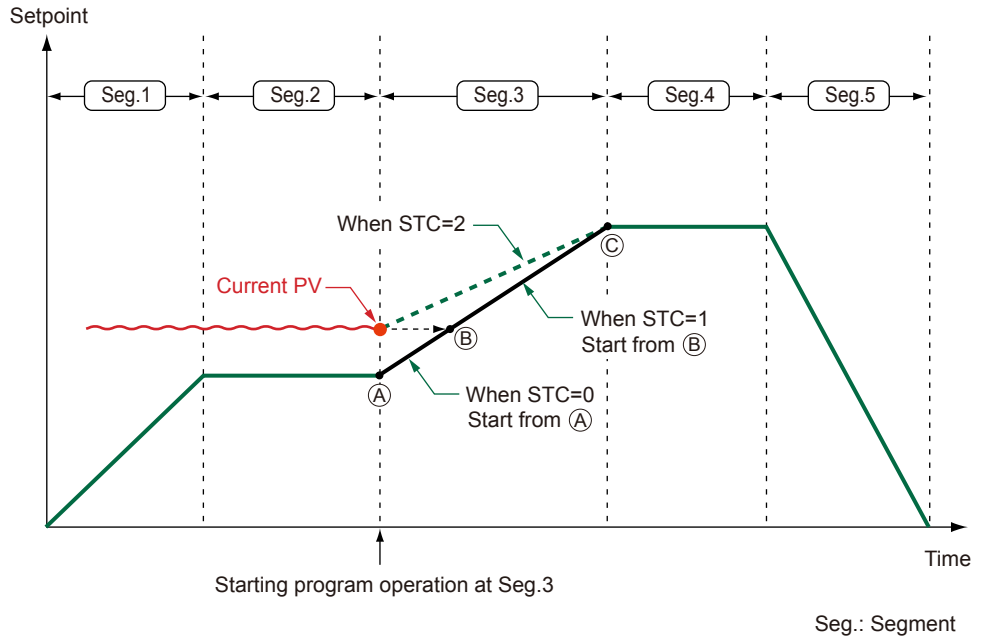 Setpoint
Seg.1 Seg.2 Seg.3 Seg.4 Seg.5
When STC=2
C
Current PV
B
When STC=1
Start from B
A
When STC=0
Start from A
Time
Starting program operation at Seg.3
Seg.: Segment